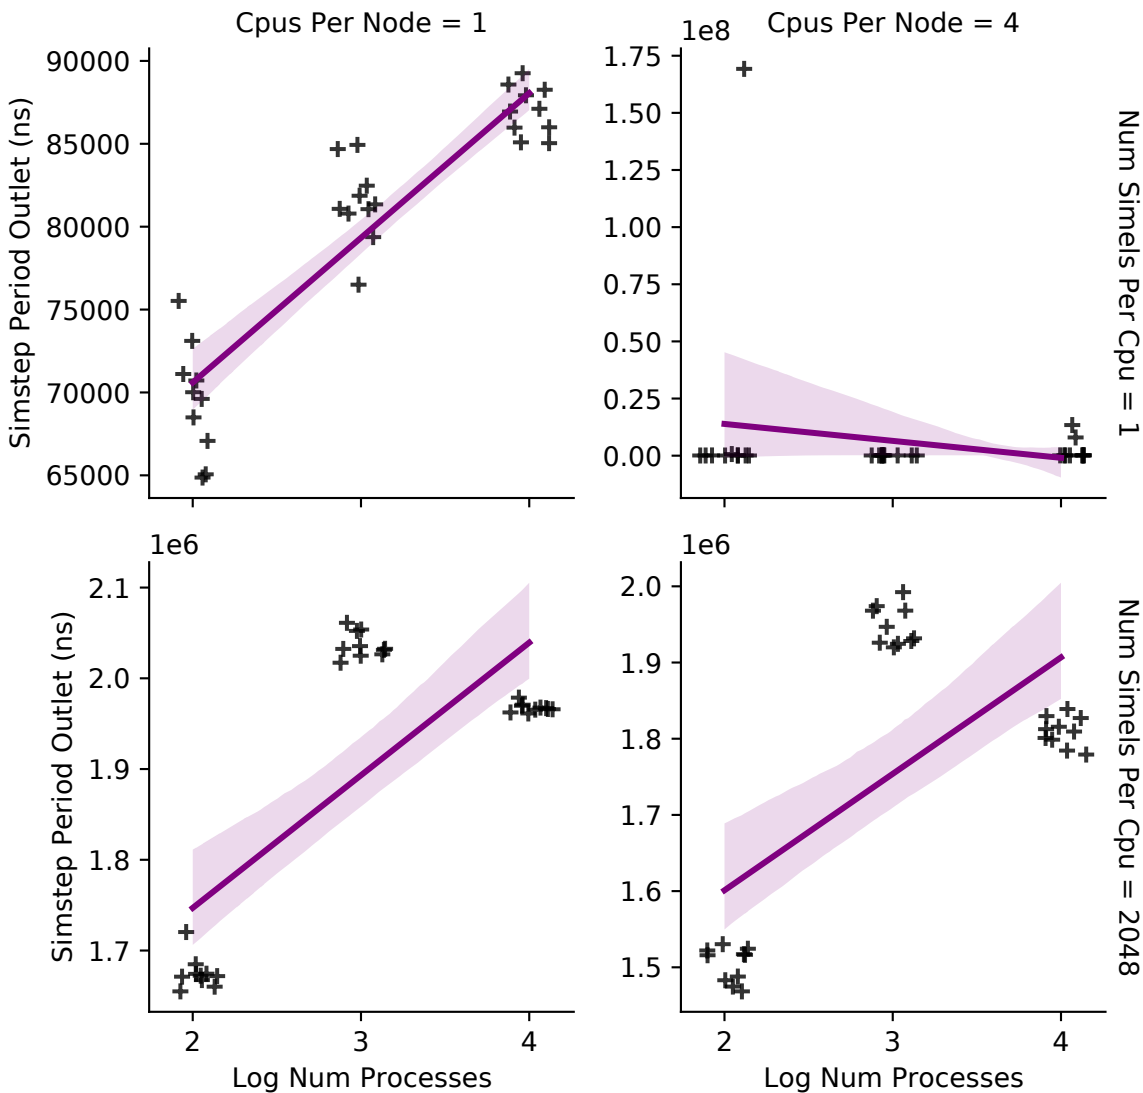 Cpus Per Node = 1
Cpus Per Node = 4
1e8
90000
85000
80000
75000
70000
65000
Simstep Period Outlet (ns)
1.75
1.50
1.25
1.00
0.75
0.50
0.25
0.00
Num Simels Per Cpu = 1
1e6
2.1
2.0
1.9
1.8
1.7
Simstep Period Outlet (ns)
2
3
4
Log Num Processes
1e6
2.0
1.9
1.8
1.7
1.6
1.5
2
3
4
Log Num Processes
Num Simels Per Cpu = 2048